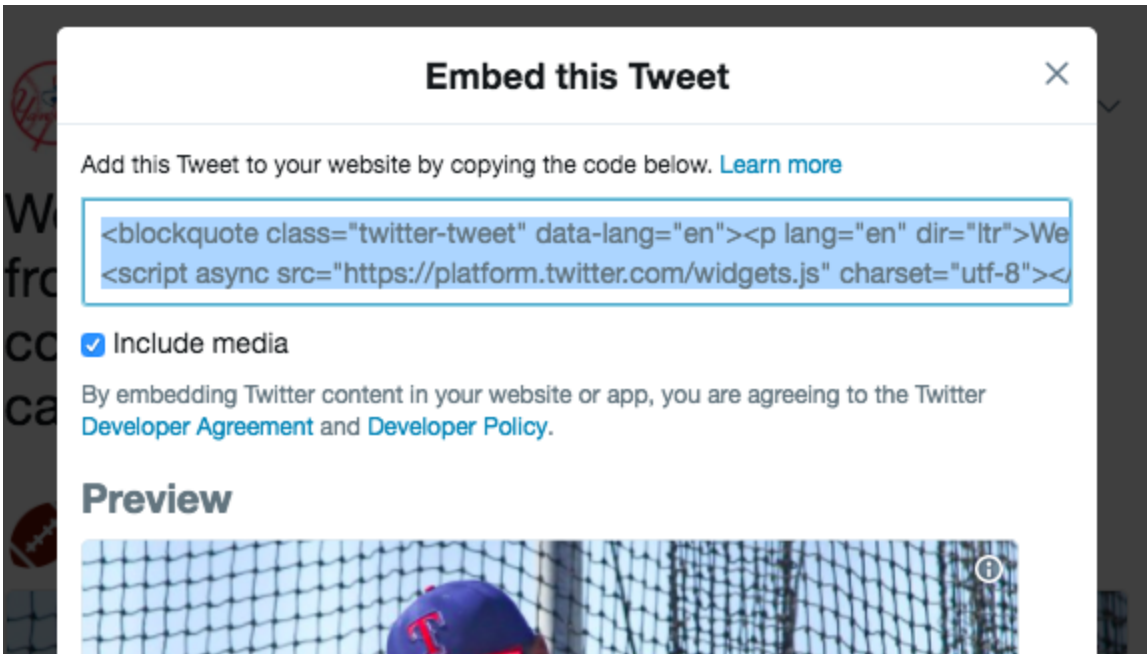 Embed this Tweet
Add this Tweet to your website by copying the code below. Learn more
<blockquote class="twitter-tweet" data-lang="en"><p lang="en" dir="ltr">We
<script async src="https://platform.twitter.com/widgets.js" charset="utf-8"></
Include media
By embedding Twitter content in your website or app, you are agreeing to the Twitter
Developer Agreement and Developer Policy.
Preview
T